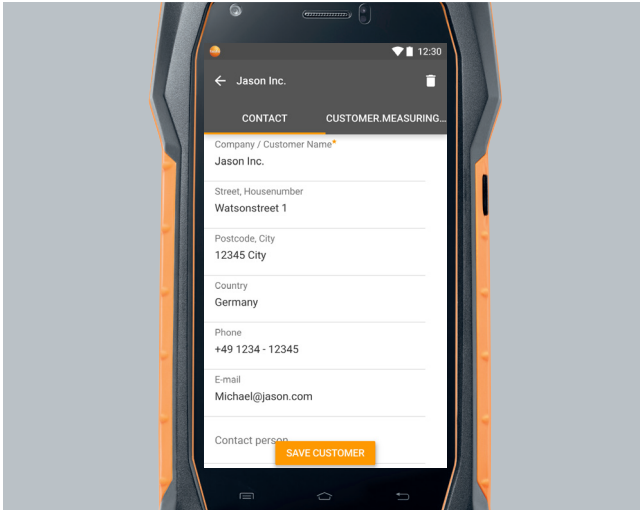 12:30
Jason Inc.
CONTACT CUSTOMER.MEASURING...
Company / Customer Name*
Jason Inc.
Street, Housenumber
Watsonstreet 1
Postcode, City
12345 City
Country
Germany
Phone
+49 1234 - 12345
E-mail
Michael@jason.com
Contact person
SAVE CUSTOMER